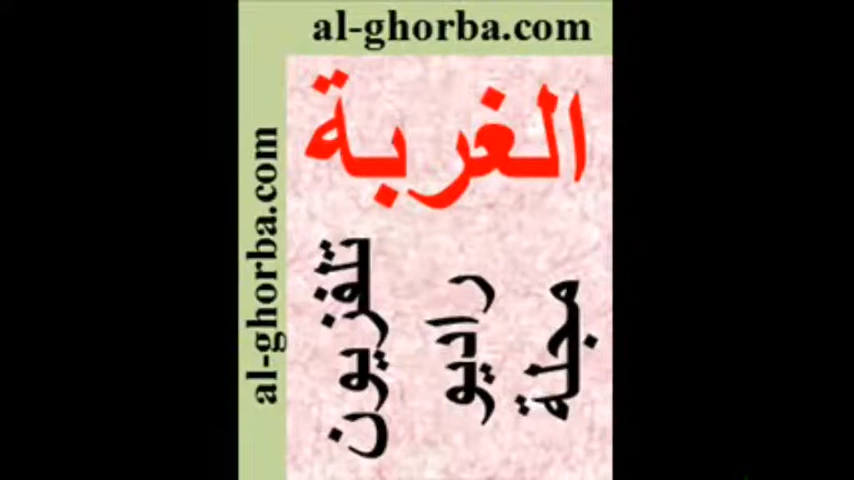 al-ghorba.com
al-ghorba.com
الغربة
مجلة
راديو
تلفزيون